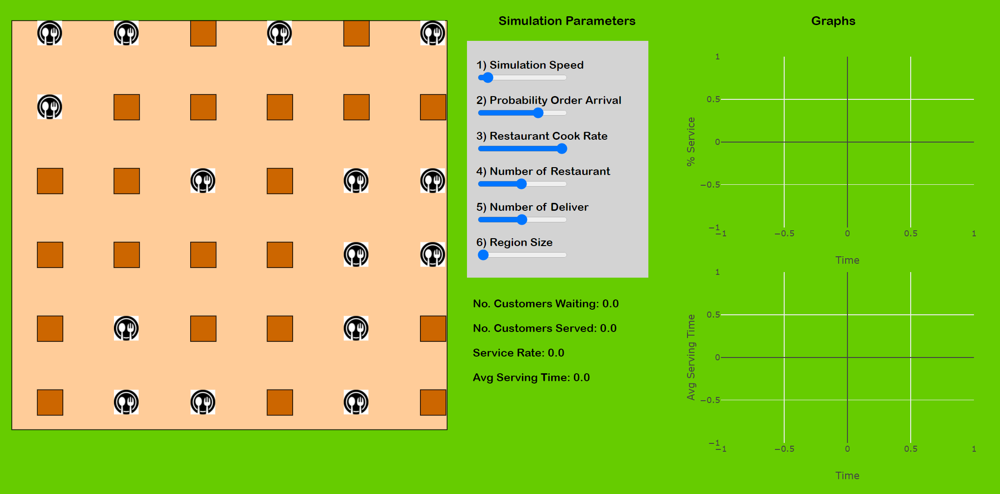 Simulation Parameters
1) Simulation Speed
2) Probability Order Arrival
3) Restaurant Cook Rate
4) Number of Restaurant
5) Number of Deliver
6) Region Size
No. Customers Waiting: 0.0
No. Customers Served: 0.0
Service Rate: 0.0
Avg Serving Time: 0.0
Graphs
% Service
1
0.5
0
−0.5
−1
−1 −0.5 0 0.5 1
Time
Avg Serving Time
1
0.5
0
−0.5
−1
−1 −0.5 0 0.5 1
Time